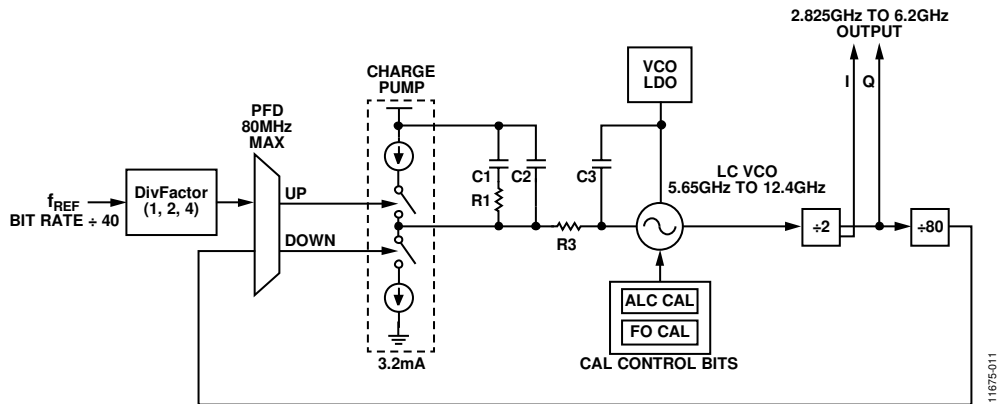 2.825GHz TO 6.2GHz
OUTPUT
I Q
VCO
LDO
CHARGE
PUMP
PFD
80MHz
MAX
C1 C2 C3
R1
LC VCO
5.65GHz TO 12.4GHz
fREF
BIT RATE ÷ 40
DivFactor
(1, 2, 4)
UP
DOWN
R3
÷2
÷80
ALC CAL
FO CAL
3.2mA
CAL CONTROL BITS
11675-011